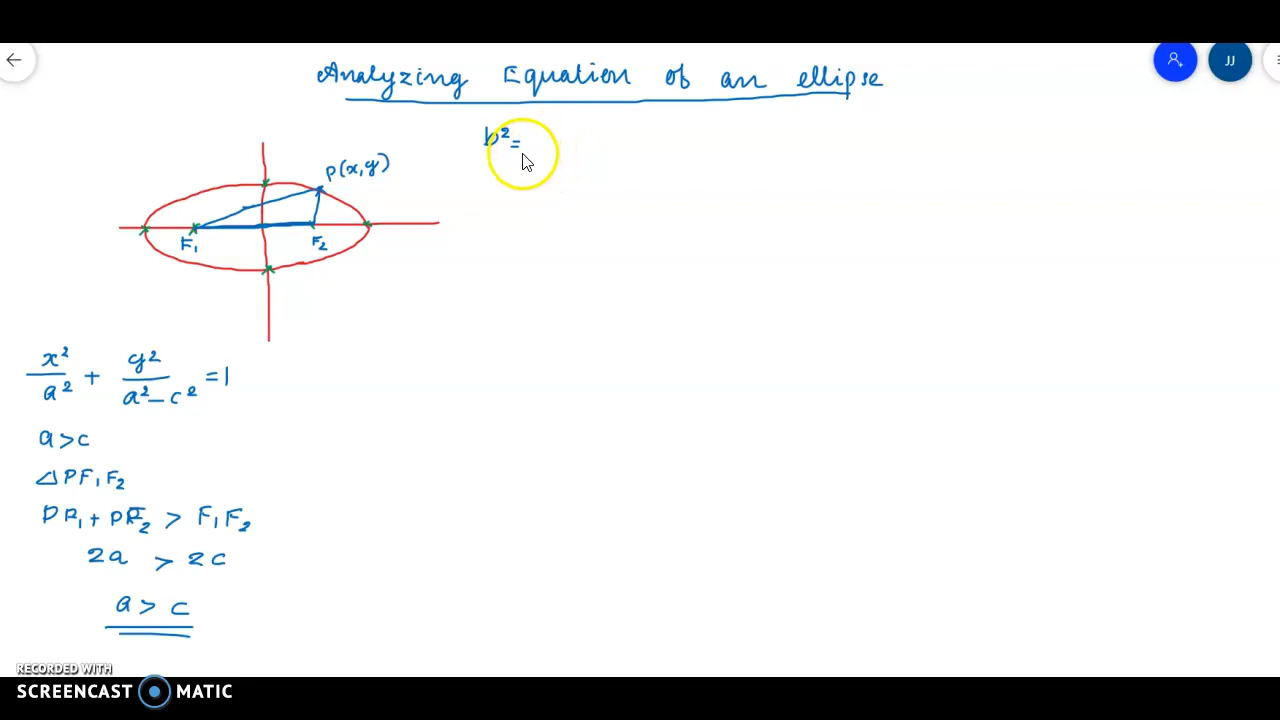 Analyzing Equation of an ellipse
JJ
b²=
P(x,y)
F₁ F₂
x²/a² + y²/a²-c² =1
a>c
△PF₁F₂
PF₁+PF₂ > F₁F₂
2a > 2c
a > c
RECORDED WITH
SCREENCAST MATIC